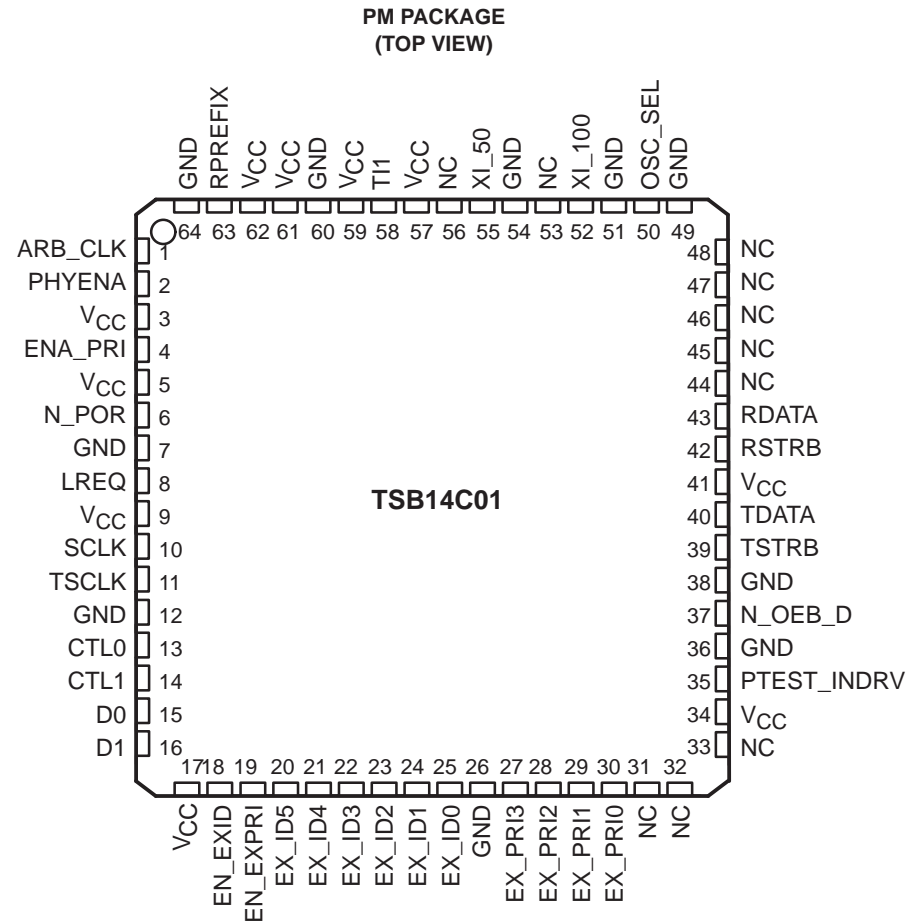 PM PACKAGE
(TOP VIEW)
GND
RPREFIX
VCC
VCC
GND
VCC
TI1
VCC
NC
XI_50
GND
NC
XI_100
GND
OSC_SEL
GND
64 63 62 61 60 59 58 57 56 55 54 53 52 51 50 49
ARB_CLK 1
PHYENA 2
VCC 3
ENA_PRI 4
VCC 5
N_POR 6
GND 7
LREQ 8
VCC 9
SCLK 10
TSCLK 11
GND 12
CTL0 13
CTL1 14
D0 15
D1 16
TSB14C01
48 NC
47 NC
46 NC
45 NC
44 NC
43 RDATA
42 RSTRB
41 VCC
40 TDATA
39 TSTRB
38 GND
37 N_OEB_D
36 GND
35 PTEST_INDRV
34 VCC
33 NC
17 18 19 20 21 22 23 24 25 26 27 28 29 30 31 32
VCC
EN_EXID
EN_EXPRI
EX_ID5
EX_ID4
EX_ID3
EX_ID2
EX_ID1
EX_ID0
GND
EX_PRI3
EX_PRI2
EX_PRI1
EX_PRI0
NC
NC